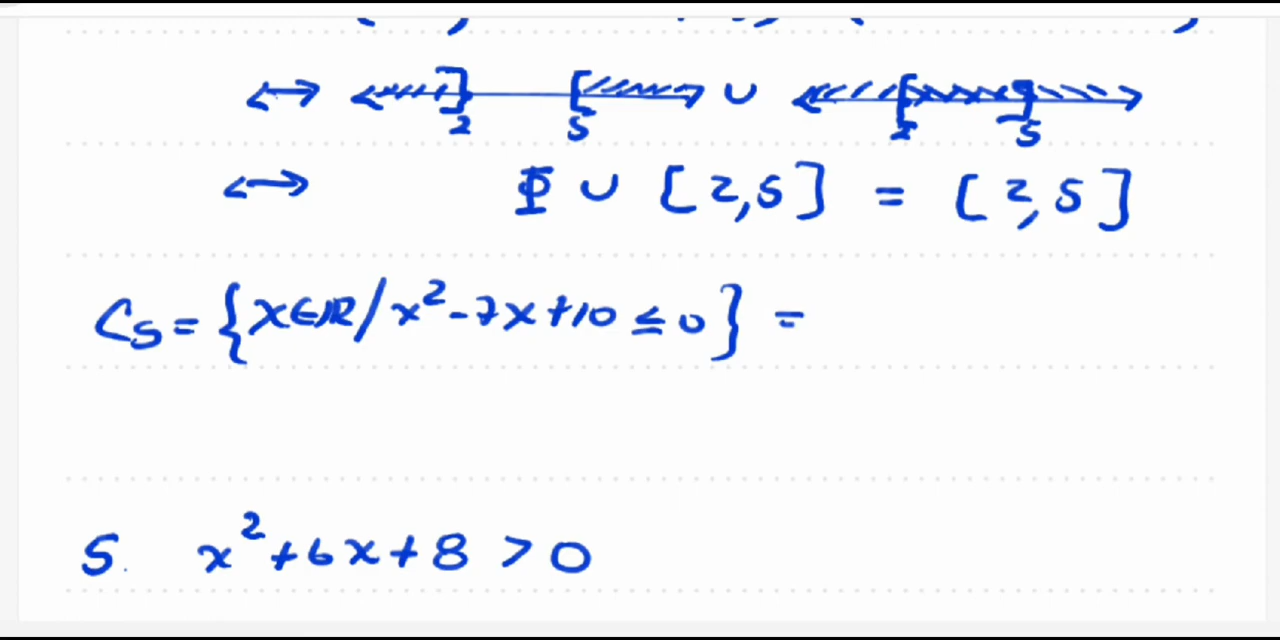 ↔ 2 5 ∪ 2 5
↔ Φ ∪ [2,5] = [2,5]
Cs = {x∈ℝ/x² - 7x + 10 ≤ 0} =
5. x² + 6x + 8 > 0